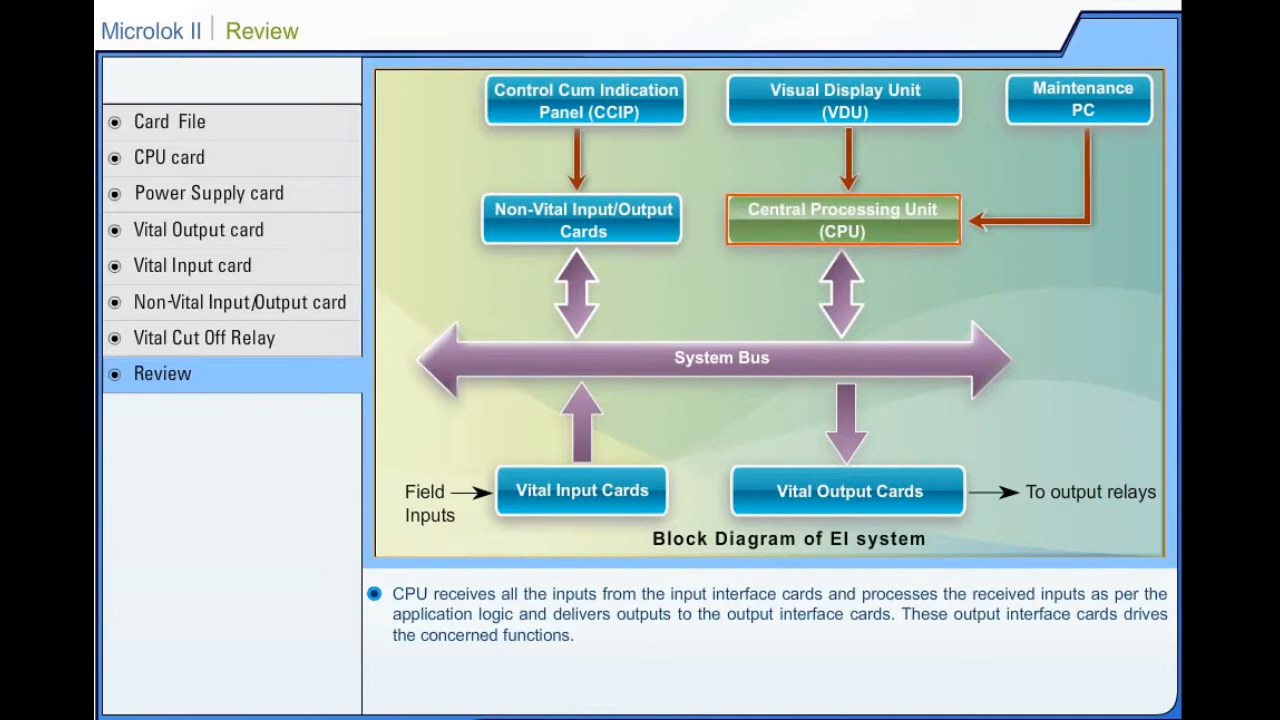 Microlok II | Review
Card File
CPU card
Power Supply card
Vital Output card
Vital Input card
Non-Vital Input/Output card
Vital Cut Off Relay
Review
Control Cum Indication
Panel (CCIP)
Visual Display Unit
(VDU)
Maintenance
PC
Non-Vital Input/Output
Cards
Central Processing Unit
(CPU)
System Bus
Field
Inputs
Vital Input Cards
Vital Output Cards
To output relays
Block Diagram of EI system
CPU receives all the inputs from the input interface cards and processes the received inputs as per the
application logic and delivers outputs to the output interface cards. These output interface cards drives
the concerned functions.